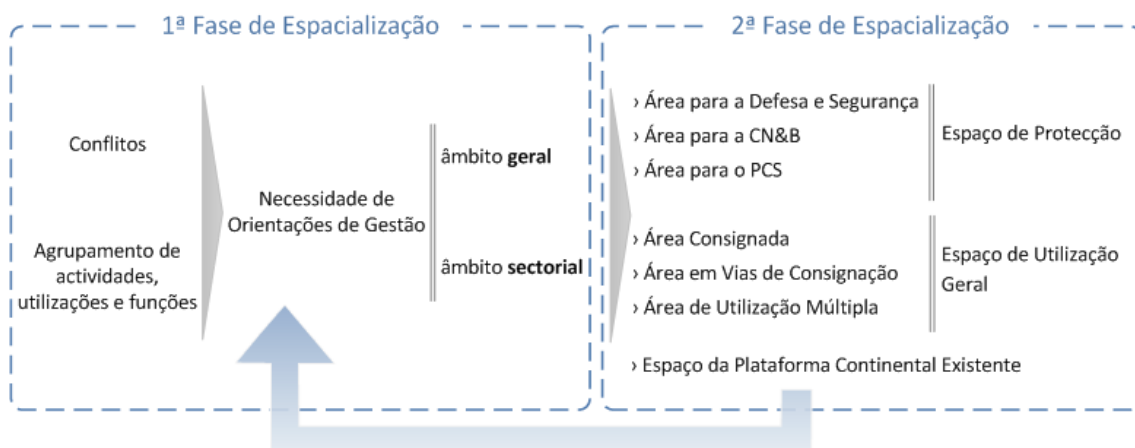 1ª Fase de Espacialização
Conflitos
Agrupamento de
actividades,
utilizações e funções
Necessidade de
Orientações de Gestão
âmbito geral
âmbito sectorial
2ª Fase de Espacialização
› Área para a Defesa e Segurança
› Área para a CN&B
› Área para o PCS
Espaço de Protecção
› Área Consignada
› Área em Vias de Consignação
› Área de Utilização Múltipla
Espaço de Utilização
Geral
› Espaço da Plataforma Continental Existente